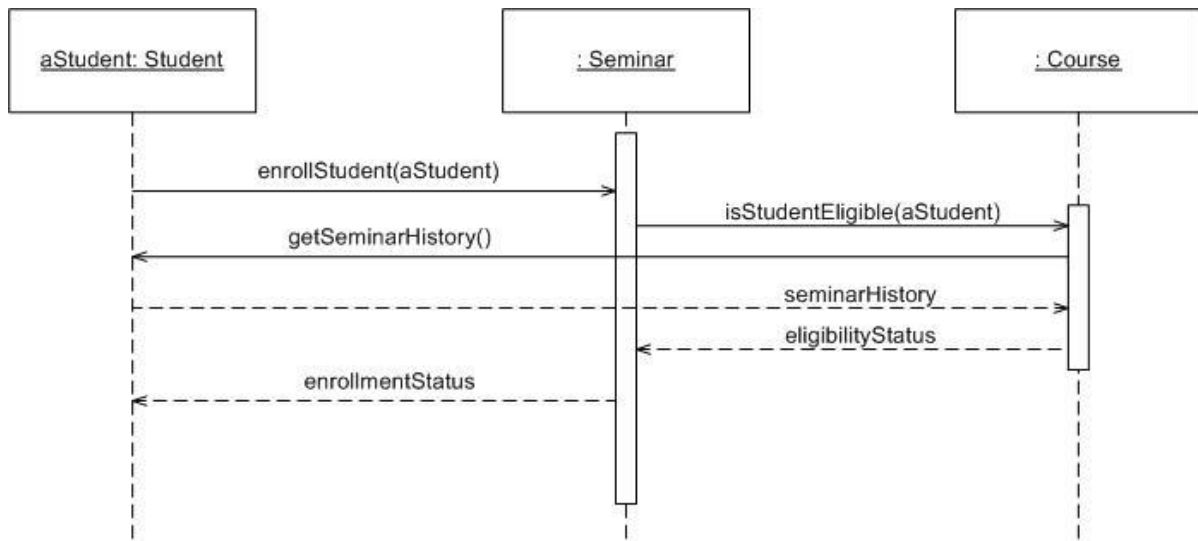 aStudent: Student
: Seminar
: Course
enrollStudent(aStudent)
isStudentEligible(aStudent)
getSeminarHistory()
seminarHistory
eligibilityStatus
enrollmentStatus